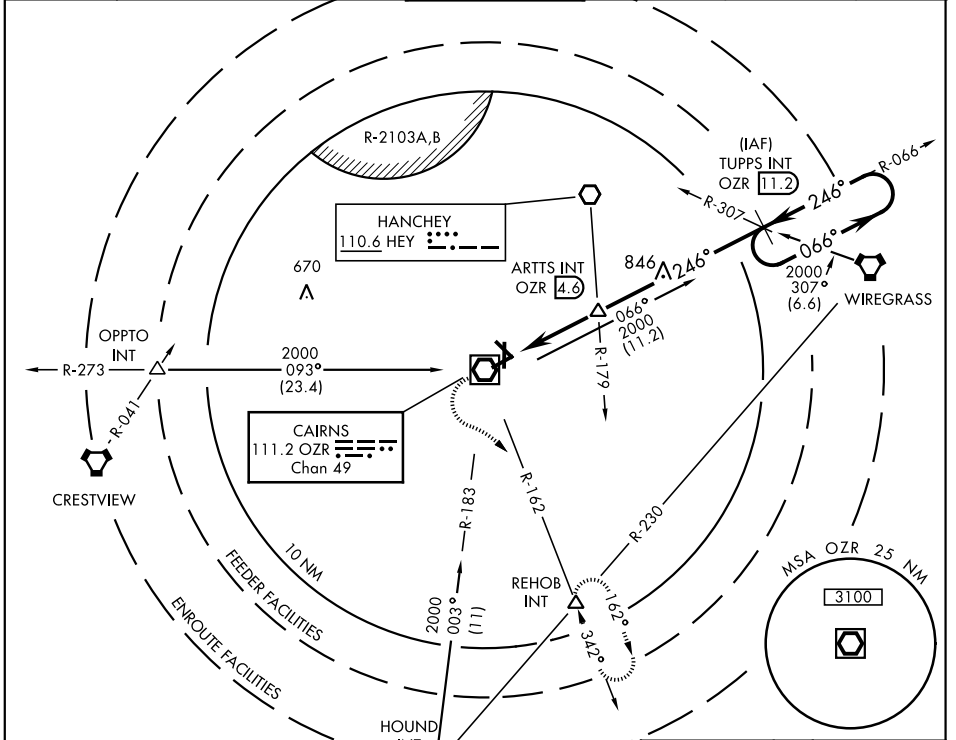 R-2103A,B
(IAF)
TUPPS INT
OZR 11.2
R-066
R-307
246°
066°
HANCHEY
110.6 HEY
2000
307°
(6.6)
WIREGRASS
ARTTS INT
OZR 4.6
846
246°
066°
2000
(11.2)
670
OPPTO
INT
R-273
2000
093°
(23.4)
R-179
R-041
CRESTVIEW
CAIRNS
111.2 OZR
Chan 49
R-183
R-162
R-230
10 NM
FEEDER FACILITIES
ENROUTE FACILITIES
2000
003°
(11)
REHOB
INT
162°
342°
MSA OZR 25 NM
3100
HOUND